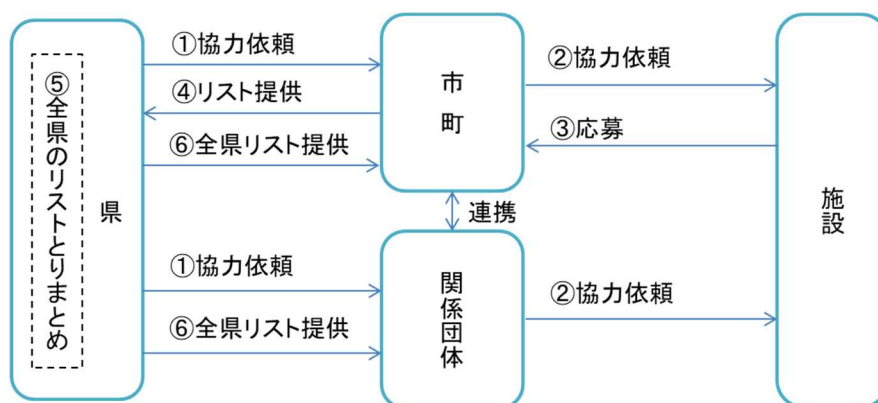 ⑤全県のリストとりまとめ
県
①協力依頼
④リスト提供
⑥全県リスト提供
①協力依頼
⑥全県リスト提供
市町
連携
関係団体
②協力依頼
③応募
②協力依頼
施設